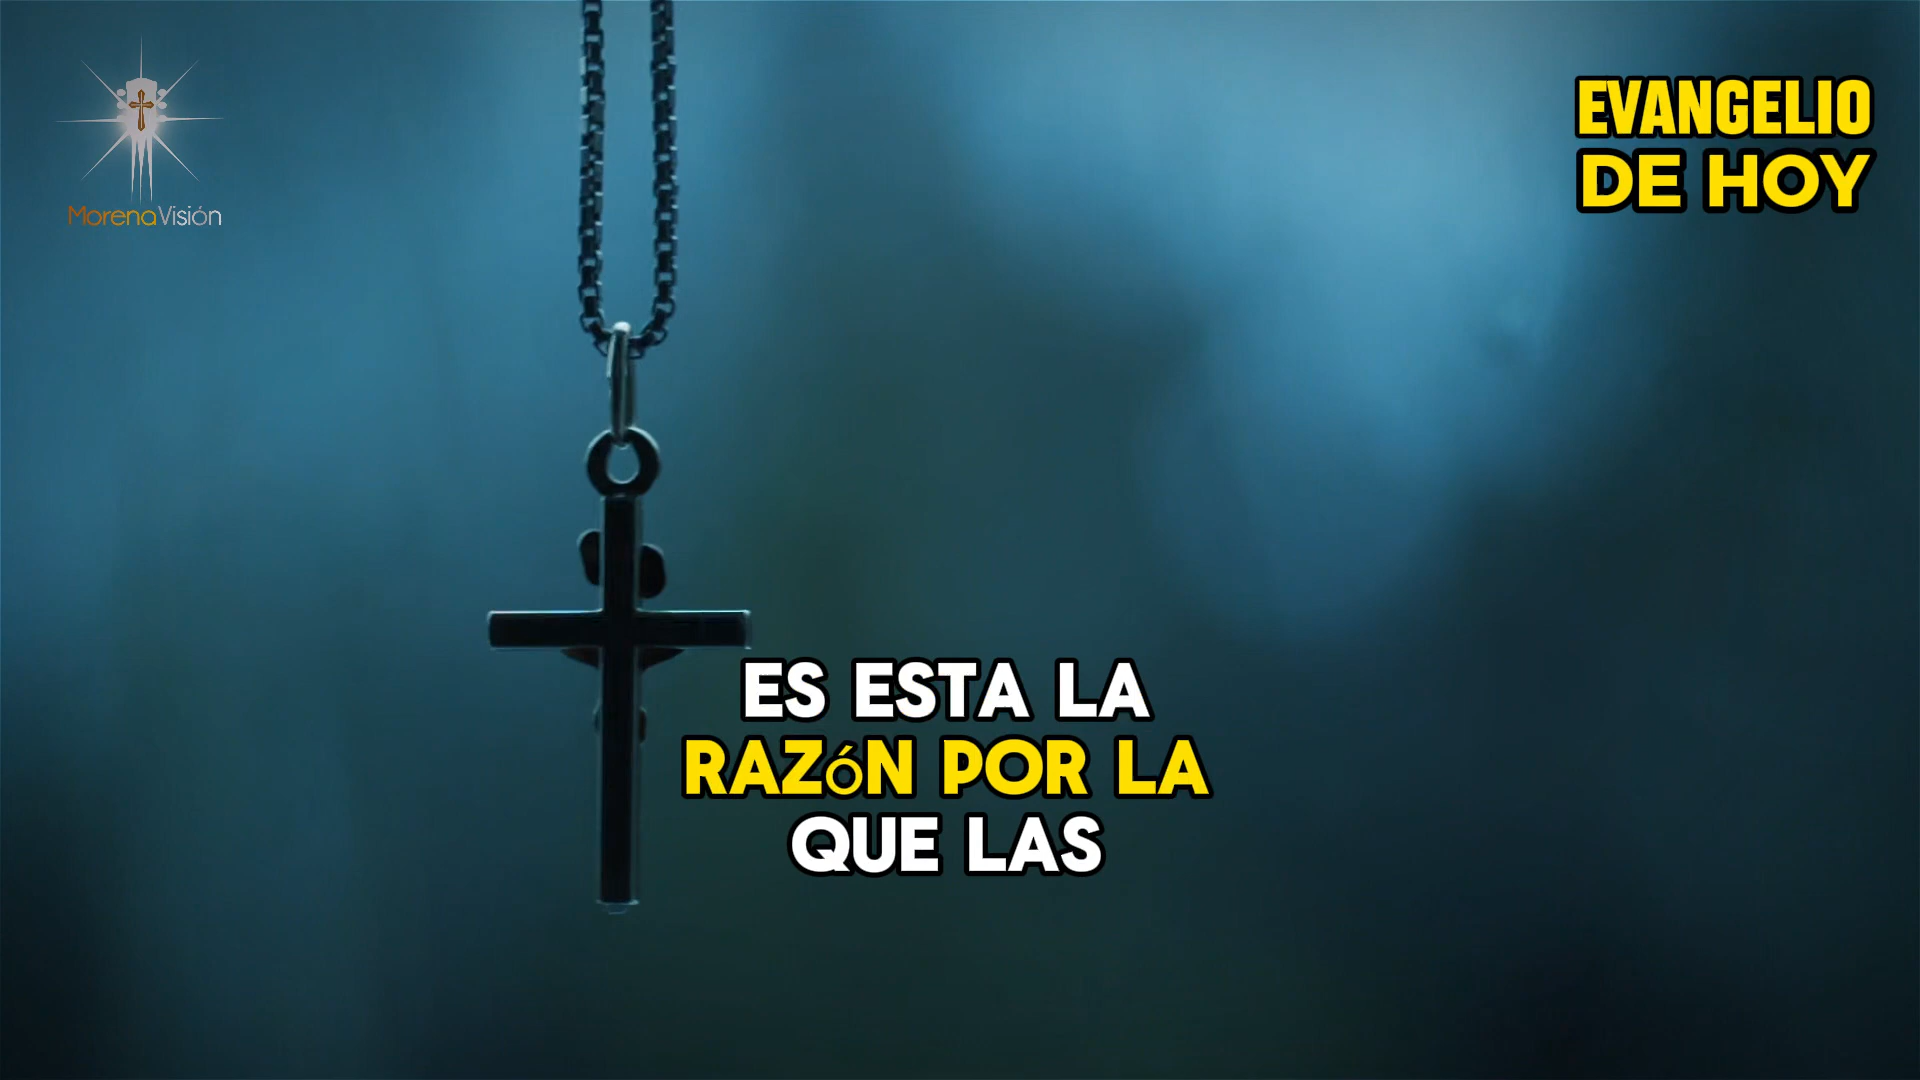 MorenaVisión
EVANGELIO
DE HOY
ES ESTA LA
RAZóN POR LA
QUE LAS